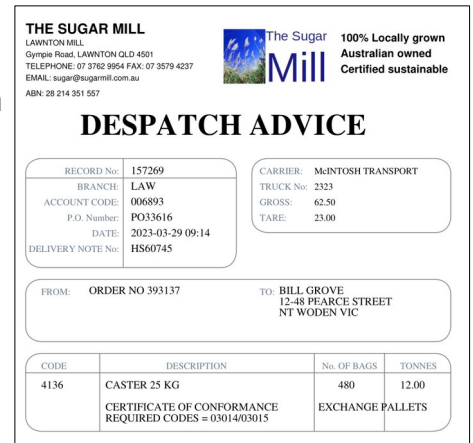 THE SUGAR MILL
LAWNTON MILL
Gympie Road, LAWNTON QLD 4501
TELEPHONE: 07 3762 9954 FAX: 07 3579 4237
EMAIL: sugar@sugarmill.com.au
ABN: 28 214 351 557
The Sugar
Mill
100% Locally grown
Australian owned
Certified sustainable
DESPATCH ADVICE
RECORD No: 157269
BRANCH: LAW
ACCOUNT CODE: 006893
P.O. Number: PO33616
DATE: 2023-03-29 09:14
DELIVERY NOTE No: HS60745
CARRIER: McINTOSH TRANSPORT
TRUCK No: 2323
GROSS: 62.50
TARE: 23.00
FROM: ORDER NO 393137
TO: BILL GROVE
12-48 PEARCE STREET
NT WODEN VIC
CODE DESCRIPTION No. OF BAGS TONNES
4136 CASTER 25 KG 480 12.00
CERTIFICATE OF CONFORMANCE EXCHANGE PALLETS
REQUIRED CODES = 03014/03015